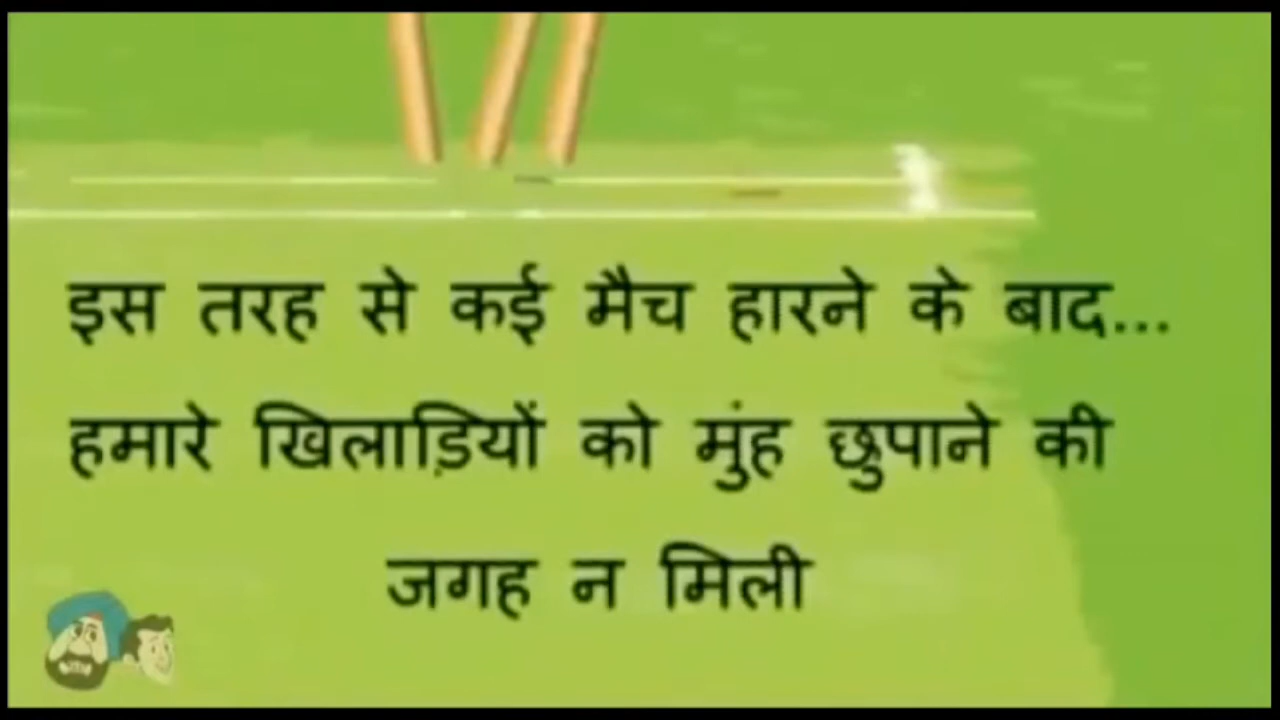 इस तरह से कई मैच हारने के बाद...
हमारे खिलाड़ियों को मुंह छुपाने की
जगह न मिली